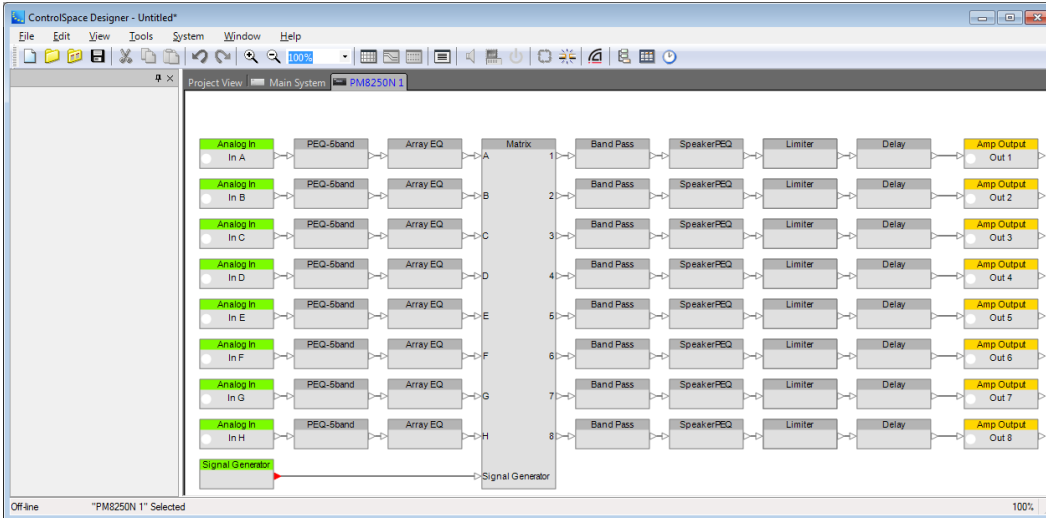 ControlSpace Designer - Untitled*
File Edit View Tools System Window Help
100%
Project View Main System PM8250N 1
Analog In PEQ-5band Array EQ Matrix Band Pass SpeakerPEQ Limiter Delay Amp Output
In A A 1 Out 1
Analog In PEQ-5band Array EQ Band Pass SpeakerPEQ Limiter Delay Amp Output
In B B 2 Out 2
Analog In PEQ-5band Array EQ Band Pass SpeakerPEQ Limiter Delay Amp Output
In C C 3 Out 3
Analog In PEQ-5band Array EQ Band Pass SpeakerPEQ Limiter Delay Amp Output
In D D 4 Out 4
Analog In PEQ-5band Array EQ Band Pass SpeakerPEQ Limiter Delay Amp Output
In E E 5 Out 5
Analog In PEQ-5band Array EQ Band Pass SpeakerPEQ Limiter Delay Amp Output
In F F 6 Out 6
Analog In PEQ-5band Array EQ Band Pass SpeakerPEQ Limiter Delay Amp Output
In G G 7 Out 7
Analog In PEQ-5band Array EQ Band Pass SpeakerPEQ Limiter Delay Amp Output
In H H 8 Out 8
Signal Generator
Signal Generator
Off-line "PM8250N 1" Selected 100%